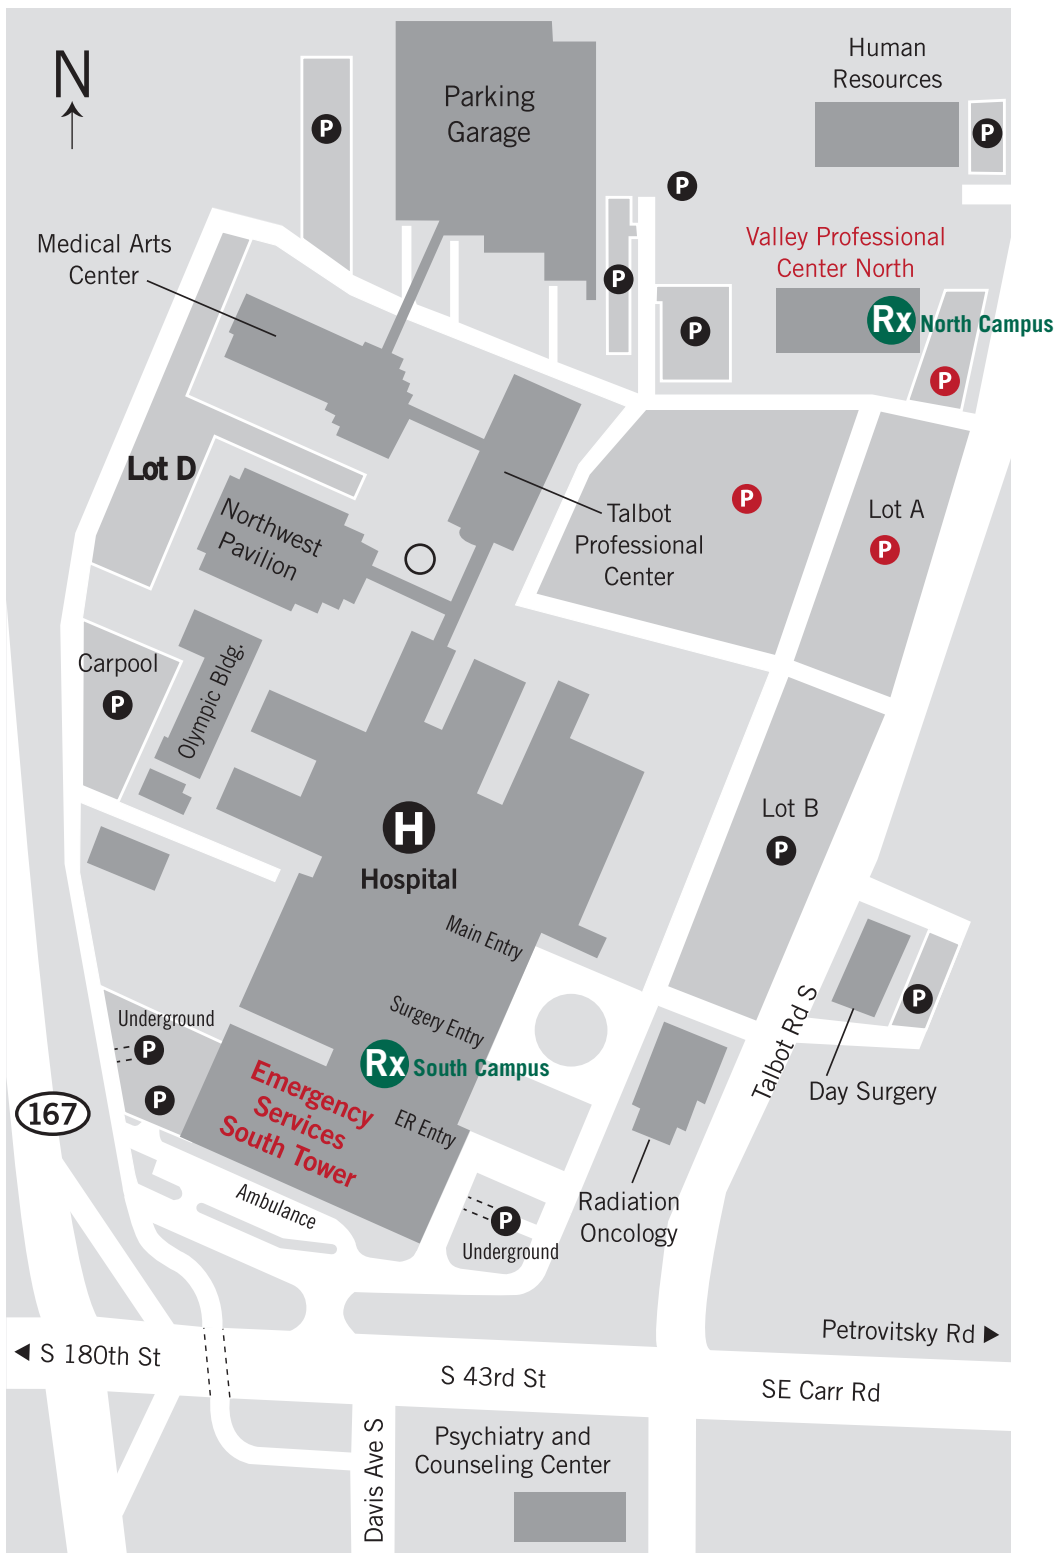 N
Human
Resources
P
Parking
Garage
P
P
Medical Arts
Center
Valley Professional
Center North
P
P
Rx North Campus
P
Lot D
P
Lot A
P
Talbot
Professional
Center
Northwest
Pavilion
Carpool
P
Olympic Bldg.
Lot B
P
H
Hospital
Main Entry
Surgery Entry
P
Talbot Rd S
Day Surgery
Underground
P
P
Rx South Campus
Emergency
Services
South Tower
ER Entry
167
Ambulance
P
Underground
Radiation
Oncology
Petrovitsky Rd
S 180th St
S 43rd St
SE Carr Rd
Davis Ave S
Psychiatry and
Counseling Center